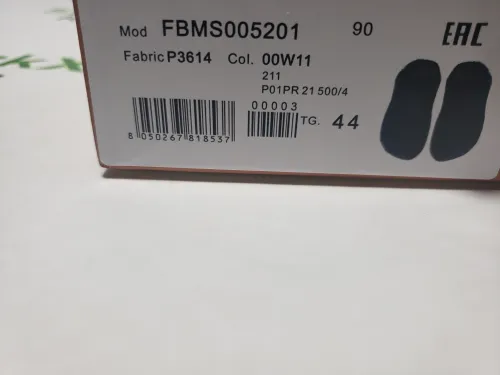 Mod FBMS005201 90 EAC
Fabric P3614 Col. 00W11
211
P01PR 21 500/4
00003
TG. 44
8 050267 818537